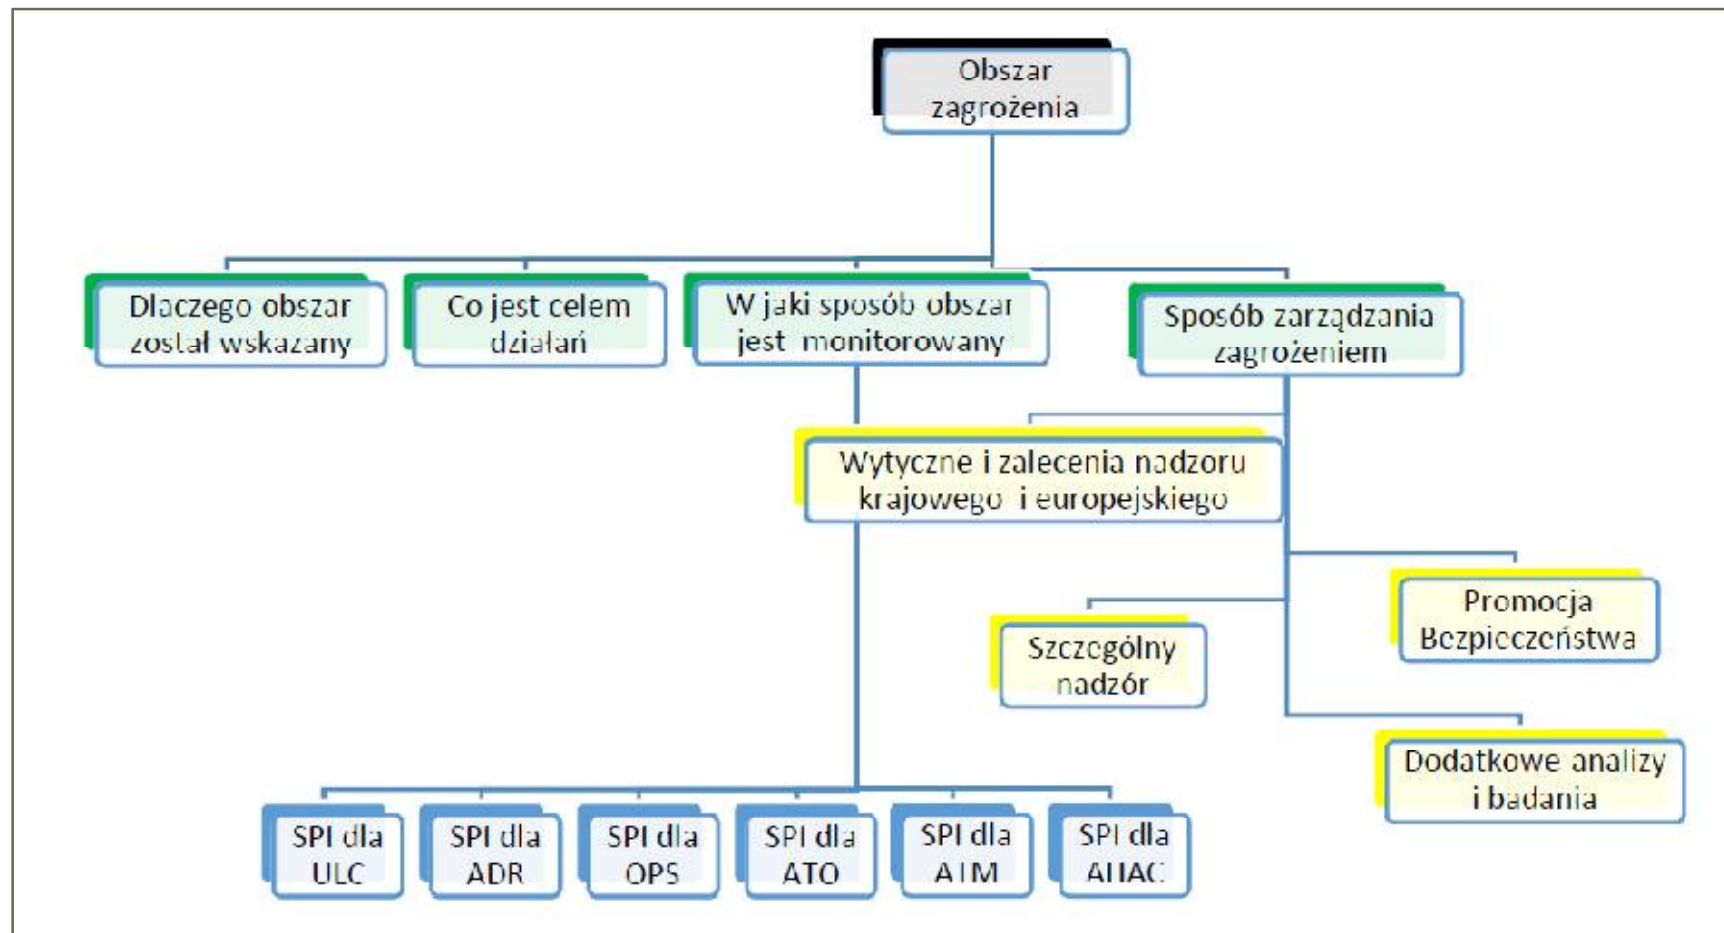 Obszar
zagrożenia
Dlaczego obszar
został wskazany
Co jest celem
działań
W jaki sposób obszar
jest monitorowany
Sposób zarządzania
zagrożeniem
Wytyczne i zalecenia nadzoru
krajowego i europejskiego
Promocja
Bezpieczeństwa
Szczególny
nadzór
Dodatkowe analizy
i badania
SPI dla
ULC
SPI dla
ADR
SPI dla
OPS
SPI dla
ATO
SPI dla
ATM
SPI dla